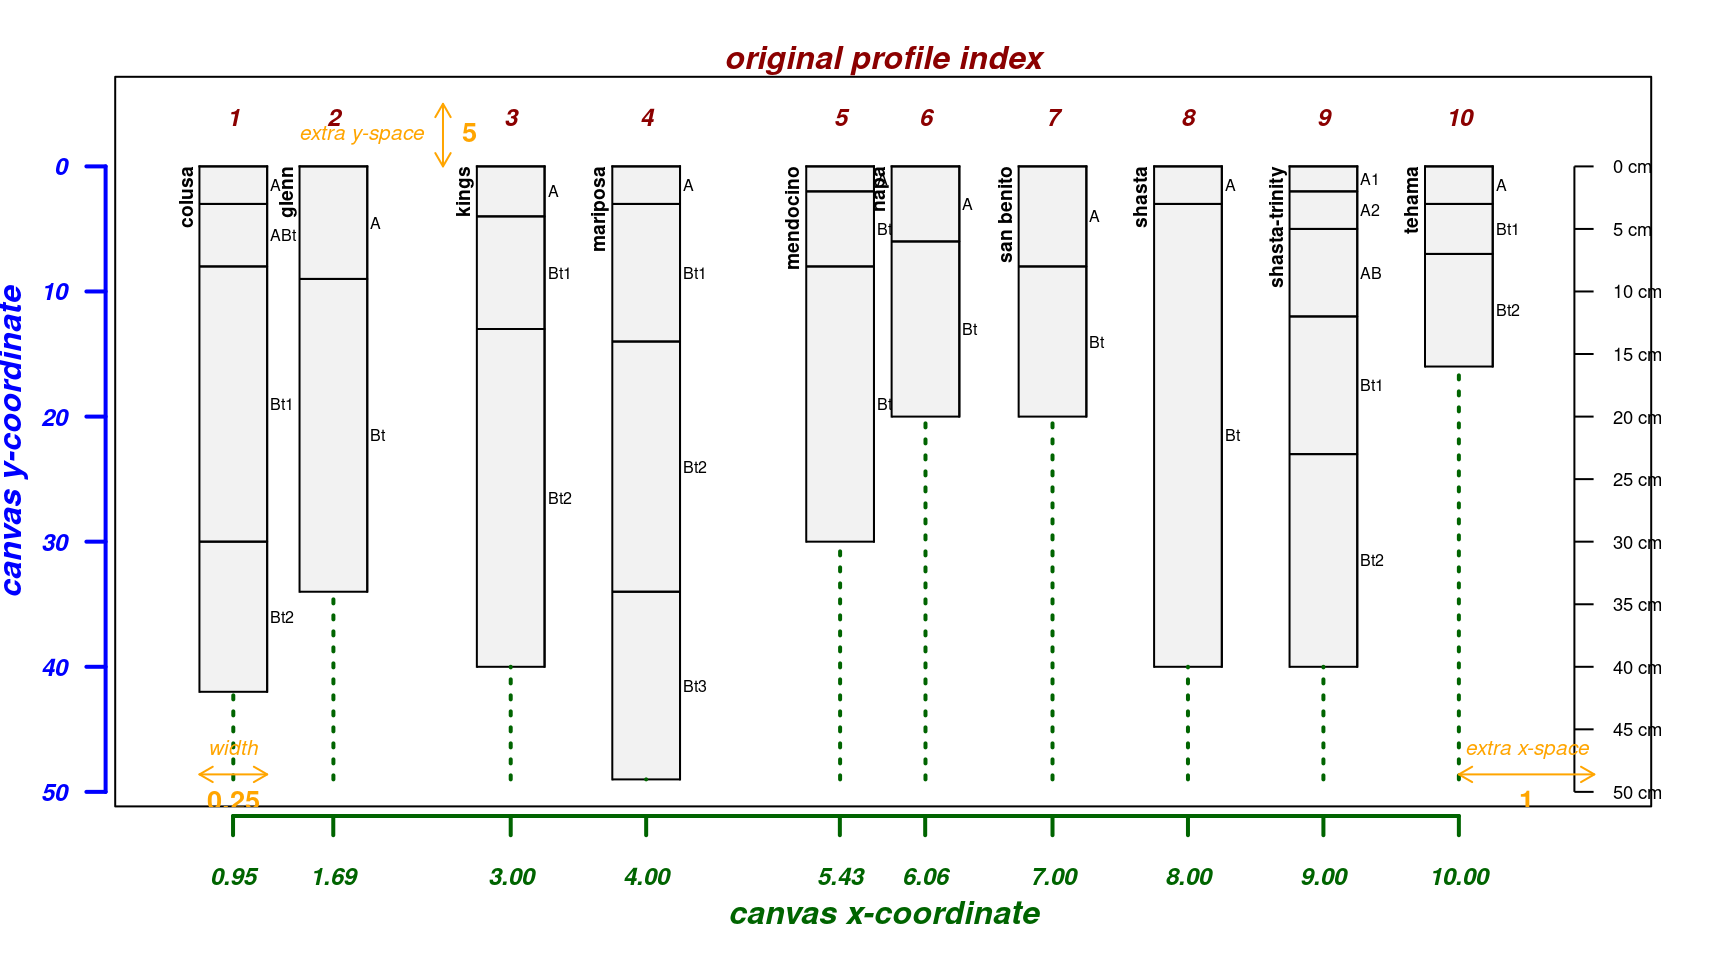 original profile index
1 2 3 4 5 6 7 8 9 10
extra y-space 5
canvas y-coordinate
0
10
20
30
40
50
colusa
A
ABt
Bt1
Bt2
glenn
A
Bt
kings
A
Bt1
Bt2
mariposa
A
Bt1
Bt2
Bt3
mendocino
Bt
Bt
napa
A
Bt
san benito
A
Bt
shasta
A
Bt
shasta-trinity
A1
A2
AB
Bt1
Bt2
tehama
A
Bt1
Bt2
0 cm
5 cm
10 cm
15 cm
20 cm
25 cm
30 cm
35 cm
40 cm
45 cm
50 cm
width
0.25
extra x-space
1
0.95 1.69 3.00 4.00 5.43 6.06 7.00 8.00 9.00 10.00
canvas x-coordinate